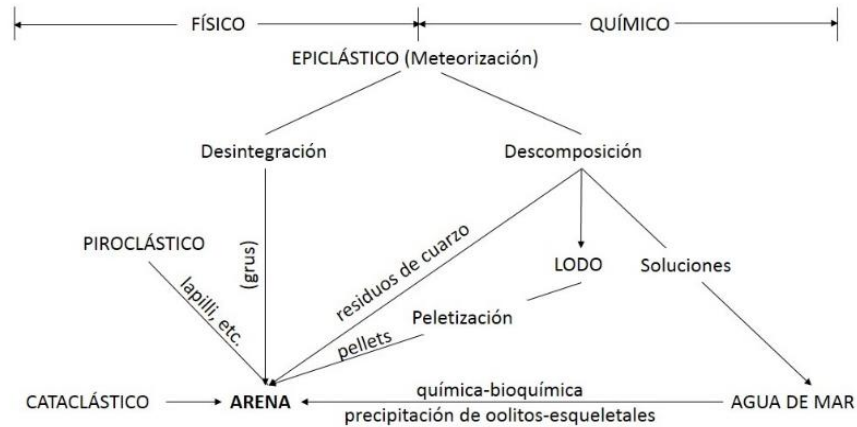 FÍSICO
QUÍMICO
EPICLÁSTICO (Meteorización)
Desintegración
Descomposición
PIROCLÁSTICO
(grus)
residuos de cuarzo
LODO
Soluciones
lapilli, etc.
Peletización
pellets
química-bioquímica
CATACLÁSTICO
ARENA
AGUA DE MAR
precipitación de oolitos-esqueletales